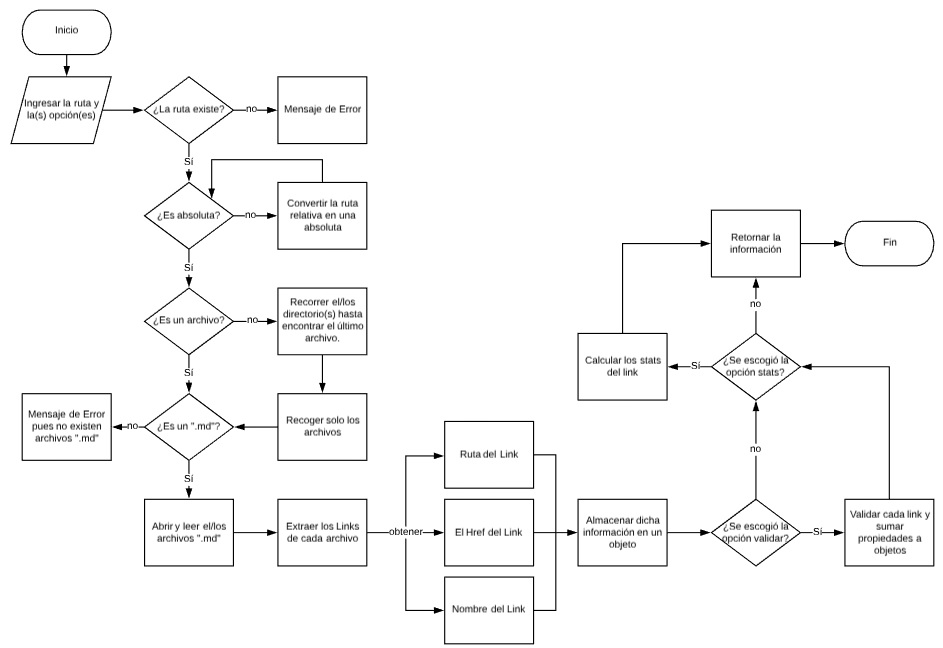 Inicio
Ingresar la ruta y
la(s) opción(es)
¿La ruta existe?
no
Mensaje de Error
Sí
¿Es absoluta?
no
Convertir la ruta
relativa en una
absoluta
Sí
¿Es un archivo?
no
Recorrer el/los
directorio(s) hasta
encontrar el último
archivo.
Sí
Mensaje de Error
pues no existen
archivos ".md"
no
¿Es un ".md"?
Recoger solo los
archivos
Sí
Abrir y leer el/los
archivos ".md"
Extraer los Links
de cada archivo
obtener
Ruta del Link
El Href del Link
Nombre del Link
Almacenar dicha
información en un
objeto
¿Se escogió la
opción validar?
Sí
Validar cada link y
sumar
propiedades a
objetos
no
¿Se escogió la
opción stats?
Sí
Calcular los stats
del link
no
Retornar la
información
Fin